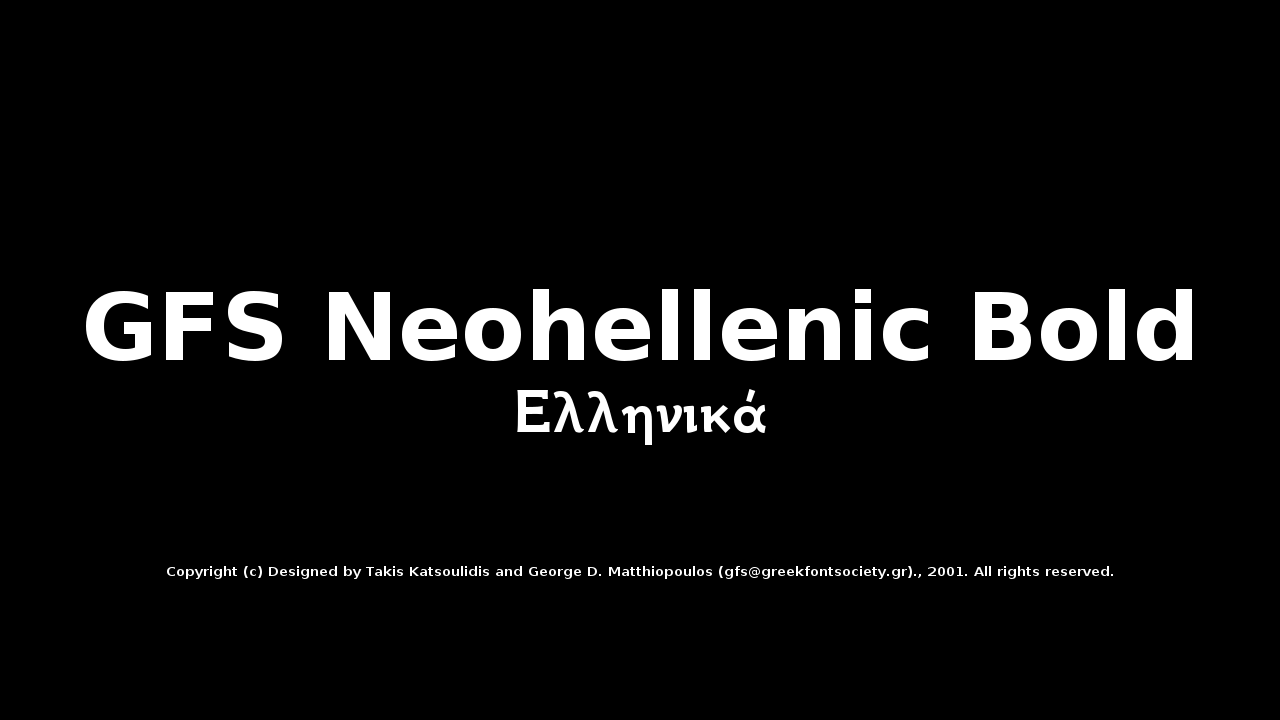 GFS Neohellenic Bold
Ελληνικά
Copyright (c) Designed by Takis Katsoulidis and George D. Matthiopoulos (gfs@greekfontsociety.gr)., 2001. All rights reserved.